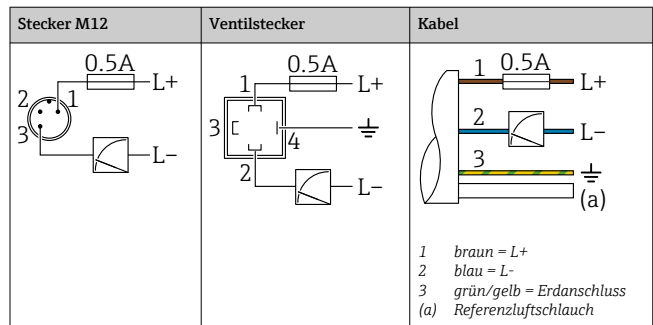 Stecker M12
Ventilstecker
Kabel
0.5A
L+
2
1
3
L–
0.5A
1
L+
3
4
2
L–
1
0.5A
L+
2
L–
3
(a)
1 braun = L+
2 blau = L-
3 grün/gelb = Erdanschluss
(a) Referenzluftschlauch